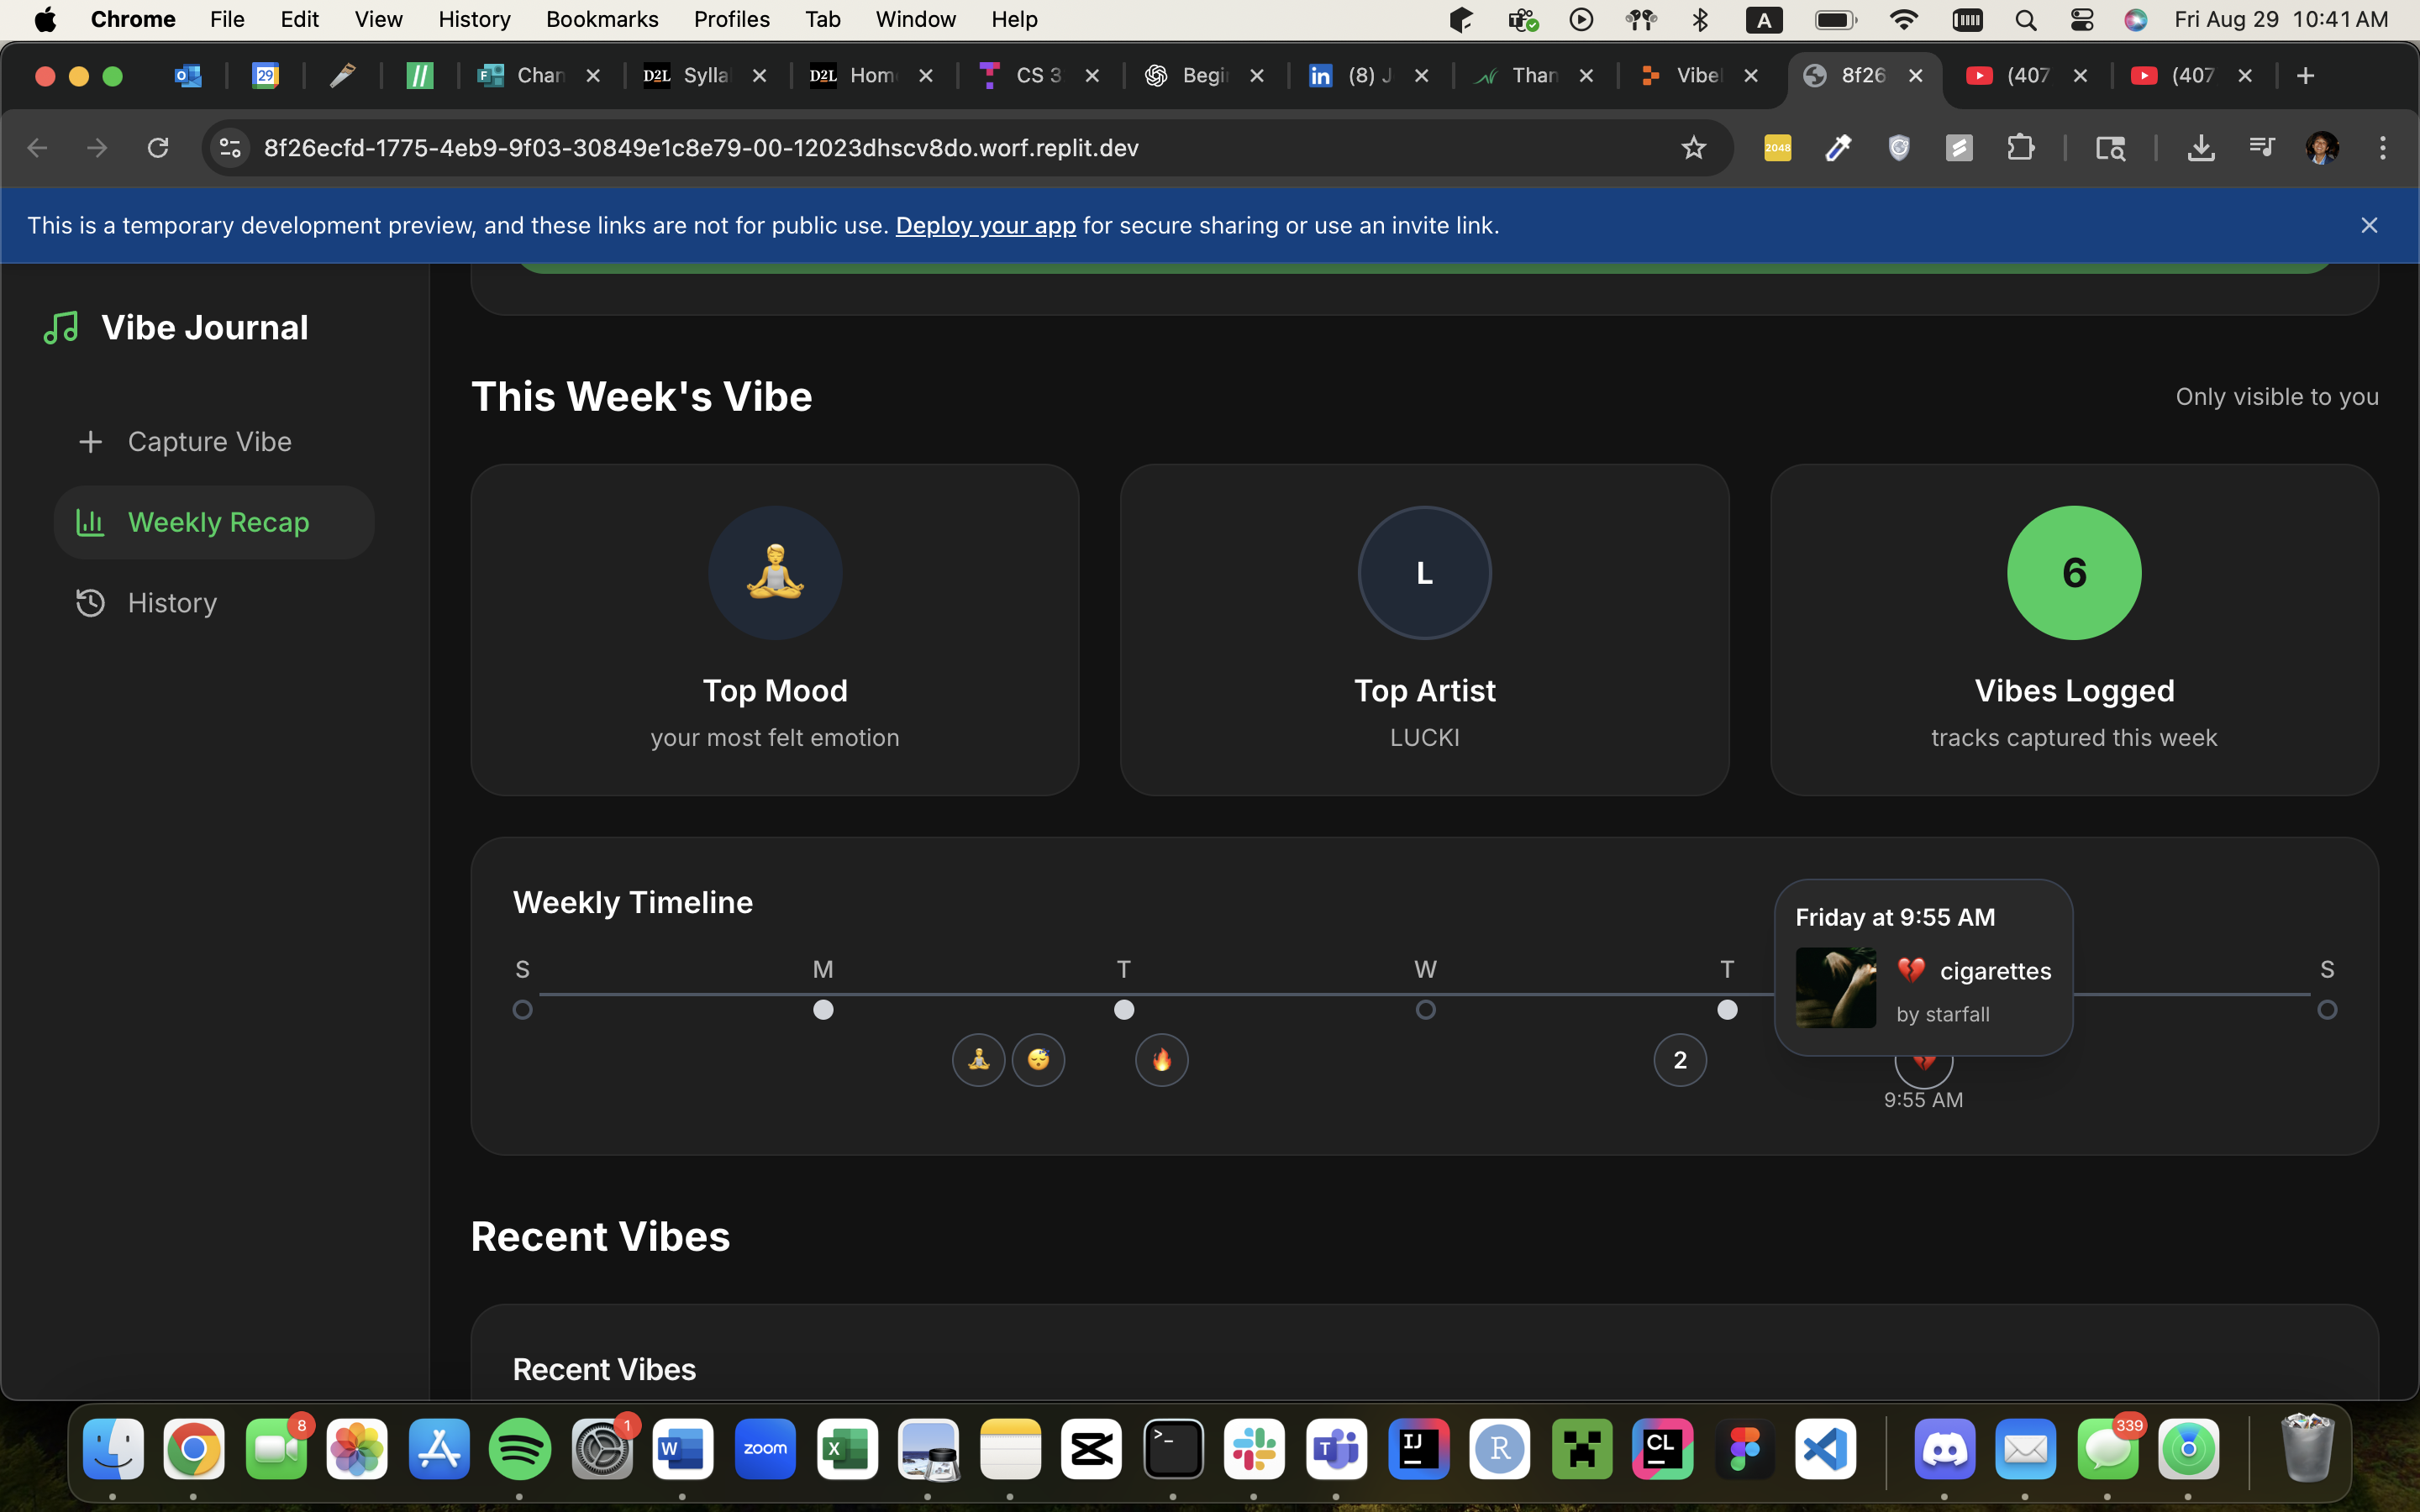 Chrome File Edit View History Bookmarks Profiles Tab Window Help A Fri Aug 29 10:41 AM
29 Chan D2L Sylla D2L Hom CS 3 Begi (8) J Than Vibel 8f26 (407 (407
8f26ecfd-1775-4eb9-9f03-30849e1c8e79-00-12023dhscv8do.worf.replit.dev 2048
This is a temporary development preview, and these links are not for public use. Deploy your app for secure sharing or use an invite link.
Vibe Journal
Capture Vibe
Weekly Recap
History
This Week's Vibe
Only visible to you
Top Mood
your most felt emotion
L
Top Artist
LUCKI
6
Vibes Logged
tracks captured this week
Weekly Timeline
S M T W T S
Friday at 9:55 AM
cigarettes
by starfall
2
9:55 AM
Recent Vibes
Recent Vibes
8 1 W zoom X >_ T IJ R CL 339